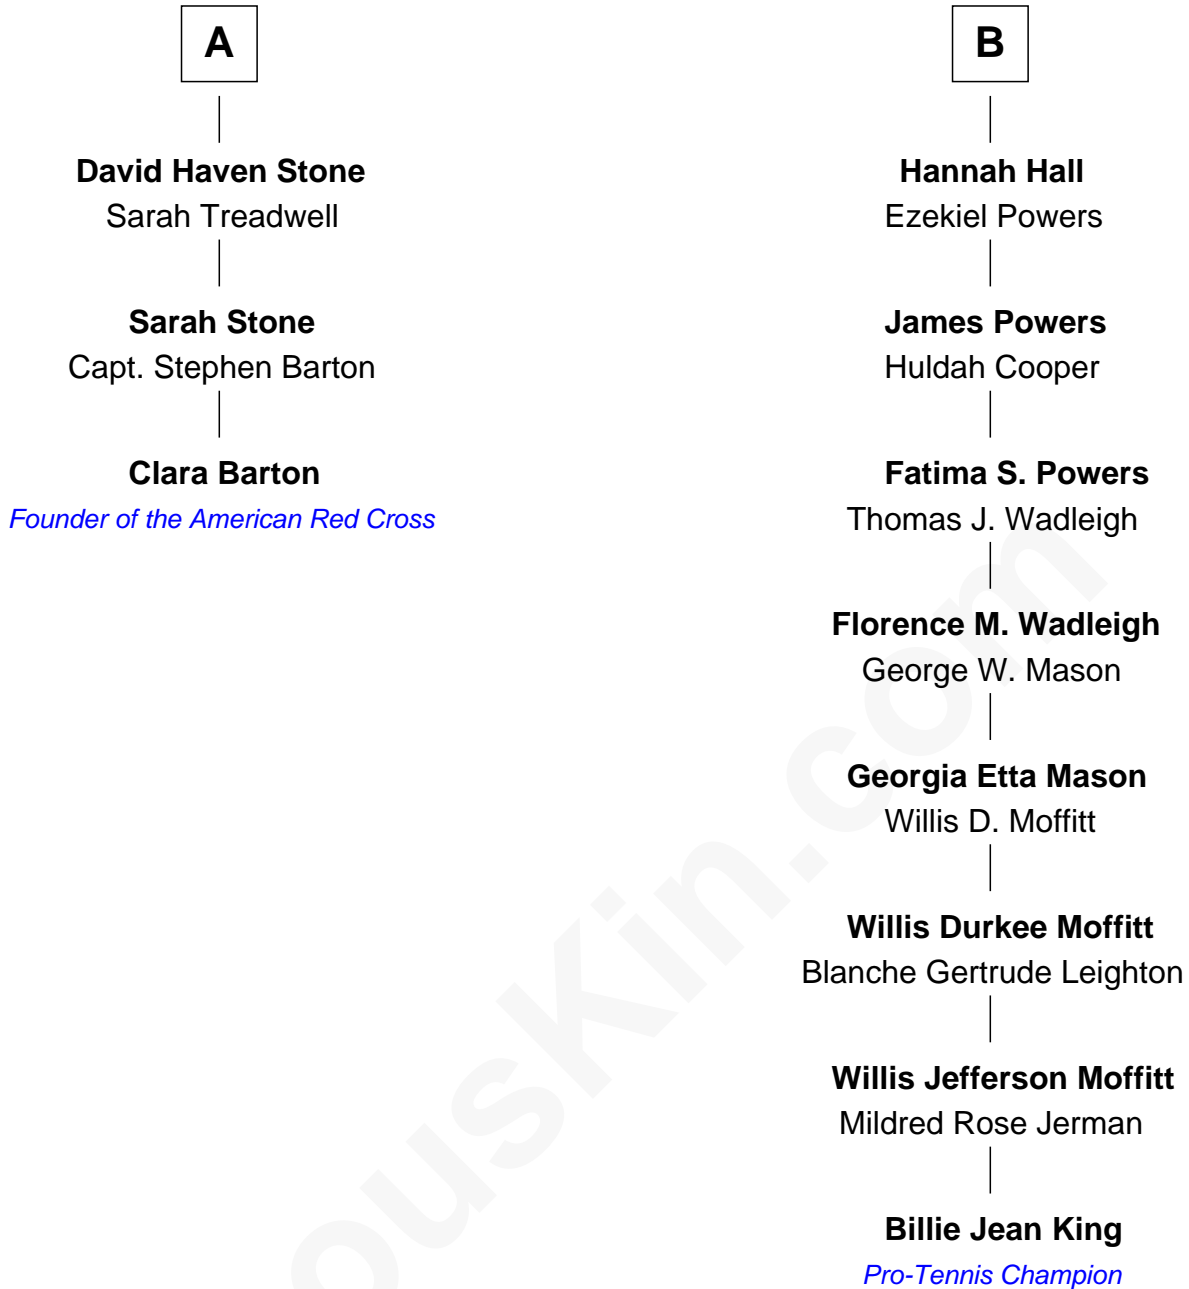 A
David Haven Stone
Sarah Treadwell
Sarah Stone
Capt. Stephen Barton
Clara Barton
Founder of the American Red Cross
B
Hannah Hall
Ezekiel Powers
James Powers
Huldah Cooper
Fatima S. Powers
Thomas J. Wadleigh
Florence M. Wadleigh
George W. Mason
Georgia Etta Mason
Willis D. Moffitt
Willis Durkee Moffitt
Blanche Gertrude Leighton
Willis Jefferson Moffitt
Mildred Rose Jerman
Billie Jean King
Pro-Tennis Champion
ousKin.com